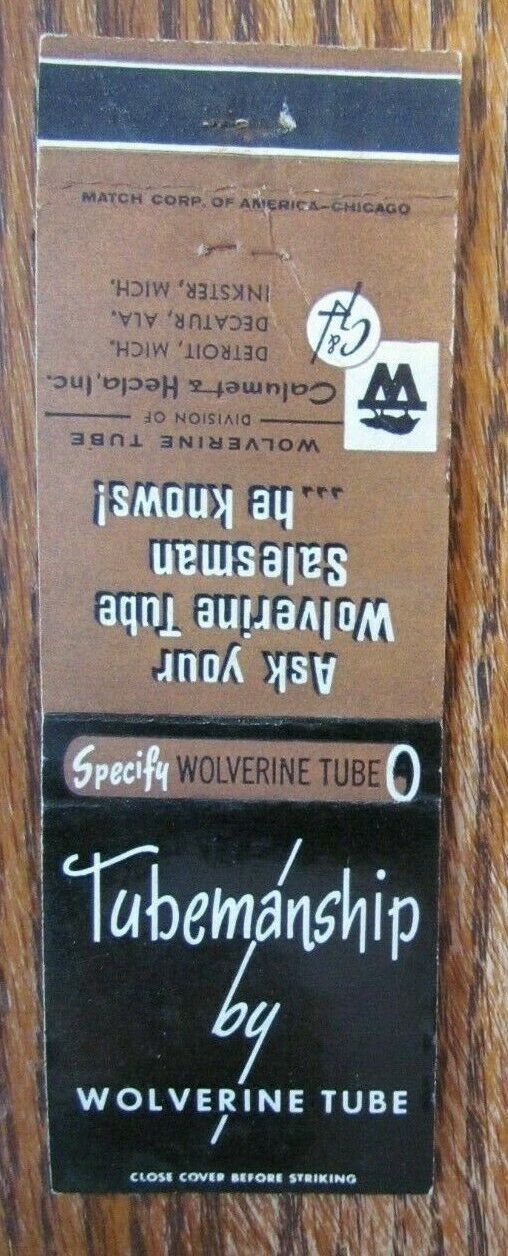 MATCH CORP. OF AMERICA—CHICAGO
Ask your
Wolverine Tube
Salesman
... he knows!
WOLVERINE TUBE
DIVISION OF
Calumet & Hecla, Inc.
DETROIT, MICH.
DECATUR, ALA.
INKSTER, MICH.
W
C&H
Specify WOLVERINE TUBE
Tubemanship
by
WOLVERINE TUBE
CLOSE COVER BEFORE STRIKING